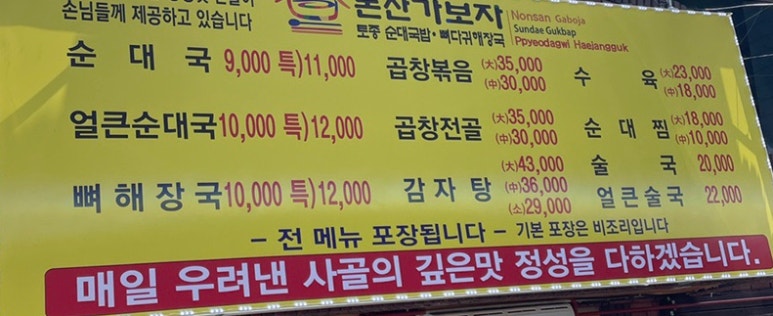 손님들께 제공하고 있습니다
논산가보자
토종 순대국밥·뼈다귀해장국
Nonsan Gaboja
Sundae Gukbap
Ppyeodagwi Haejangguk
순대국 9,000 특)11,000
얼큰순대국 10,000 특)12,000
뼈해장국 10,000 특)12,000
곱창볶음 (大)35,000
(中)30,000
곱창전골 (大)35,000
(中)30,000
감자탕 (大)43,000
(中)36,000
(소)29,000
수육 (大)23,000
(中)18,000
순대찜 (大)18,000
(中)10,000
술국 20,000
얼큰술국 22,000
- 전 메뉴 포장됩니다 - 기본 포장은 비조리입니다
매일 우려낸 사골의 깊은맛 정성을 다하겠습니다.